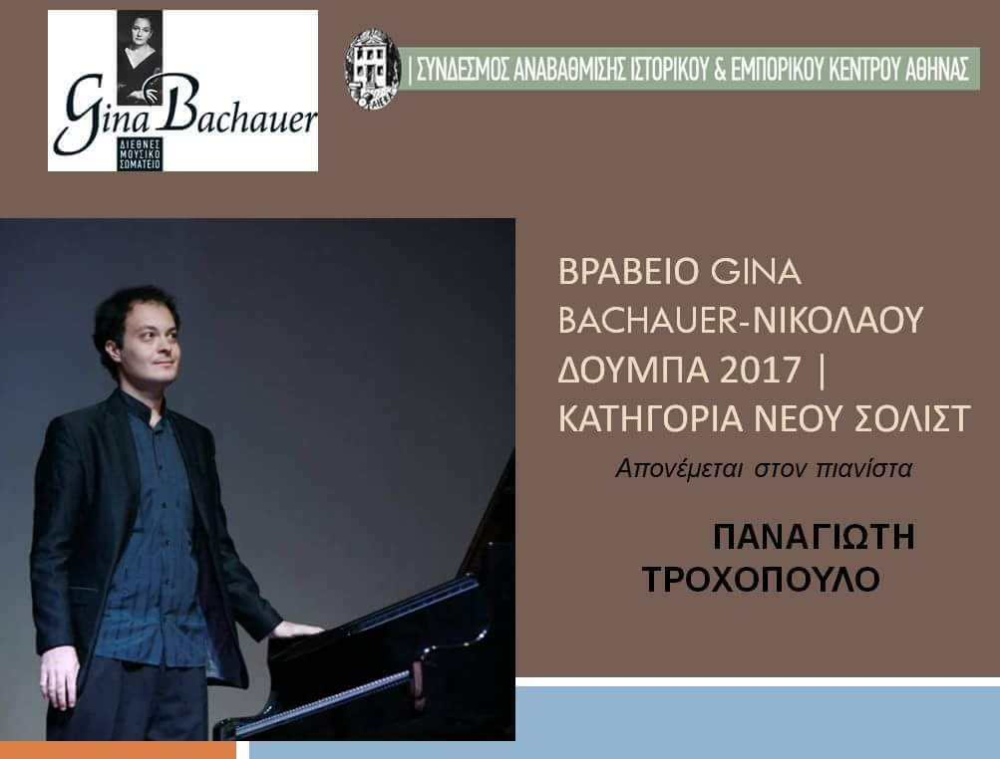 Gina Bachauer
ΔΙΕΘΝΕΣ
ΜΟΥΣΙΚΟ
ΣΩΜΑΤΕΙΟ
| ΣΥΝΔΕΣΜΟΣ ΑΝΑΒΑΘΜΙΣΗΣ ΙΣΤΟΡΙΚΟΥ & ΕΜΠΟΡΙΚΟΥ ΚΕΝΤΡΟΥ ΑΘΗΝΑΣ
ΒΡΑΒΕΙΟ GINA
BACHAUER-ΝΙΚΟΛΑΟΥ
ΔΟΥΜΠΑ 2017 |
ΚΑΤΗΓΟΡΙΑ ΝΕΟΥ ΣΟΛΙΣΤ
Απονέμεται στον πιανίστα
ΠΑΝΑΓΙΩΤΗ
ΤΡΟΧΟΠΟΥΛΟ